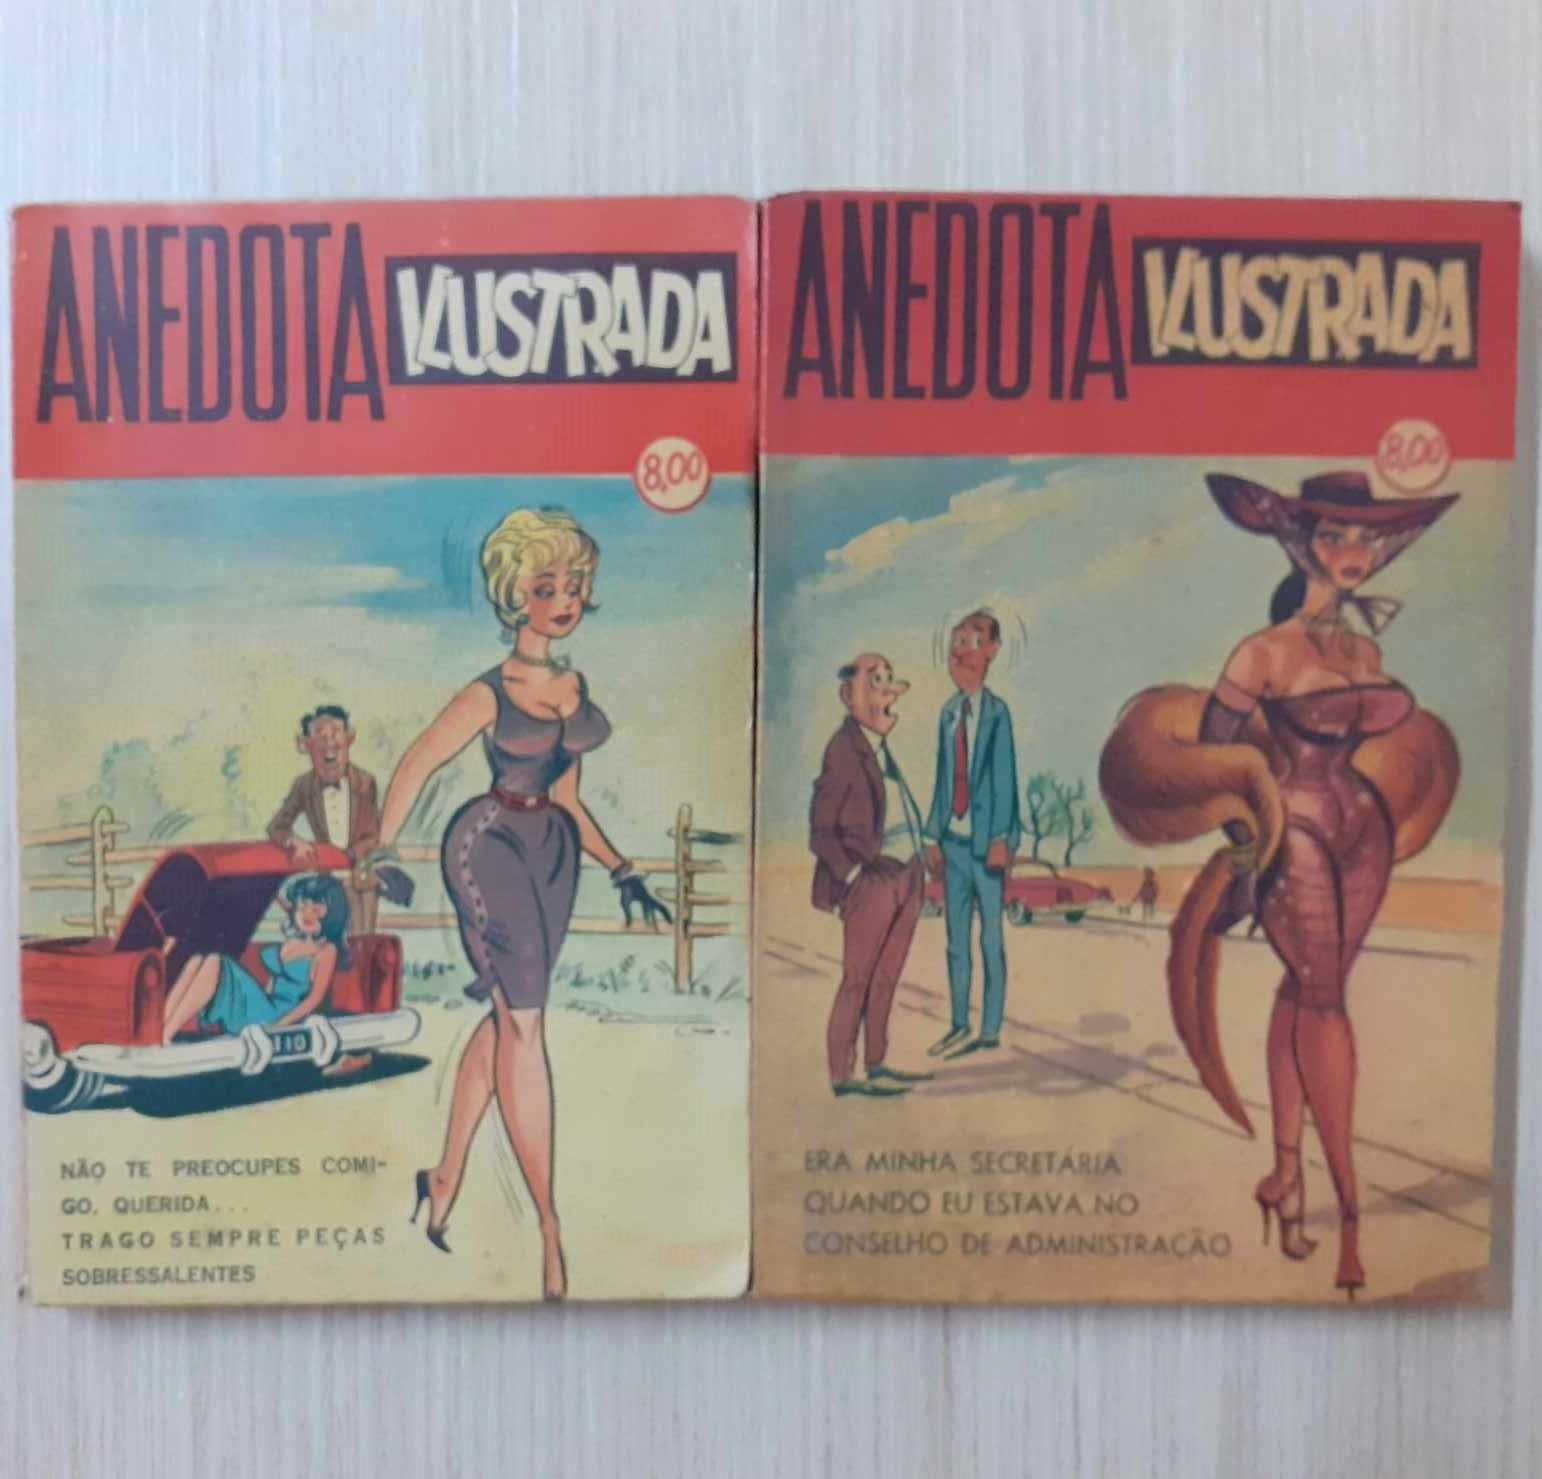 ANEDOTA ILUSTRADA
8,00
110
NÃO TE PREOCUPES COMI-
GO, QUERIDA...
TRAGO SEMPRE PEÇAS
SOBRESSALENTES
ANEDOTA ILUSTRADA
8,00
ERA MINHA SECRETÁRIA
QUANDO EU ESTAVA NO
CONSELHO DE ADMINISTRAÇÃO